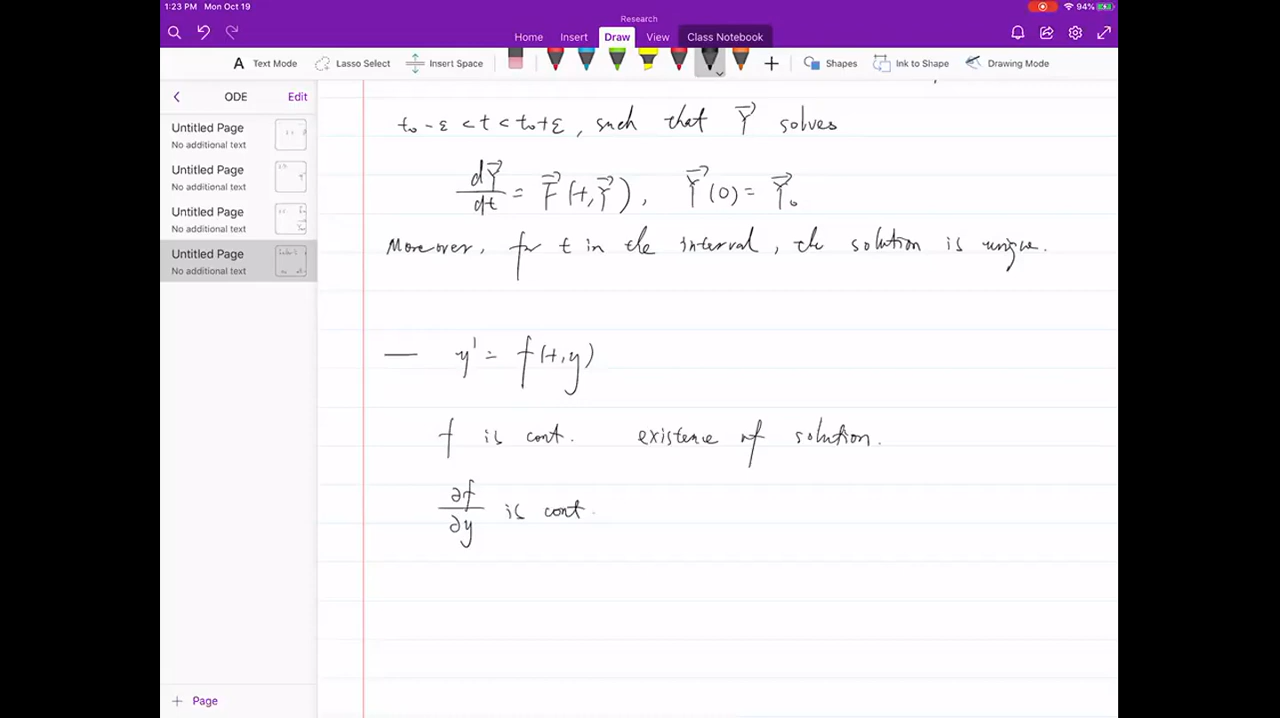 1:23 PM Mon Oct 19
94%
Research
Home Insert Draw View Class Notebook
A Text Mode Lasso Select Insert Space Shapes Ink to Shape Drawing Mode
ODE Edit
Untitled Page
No additional text
Untitled Page
No additional text
Untitled Page
No additional text
Untitled Page
No additional text
+ Page
t₀ - ε < t < t₀ + ε, such that Y⃗ solves
dY⃗/dt = F⃗(t, Y⃗), Y⃗(0) = Y⃗₀
Moreover, for t in the interval, the solution is unique.
— y' = f(t, y)
f is cont. existence of solution.
∂f/∂y is cont.